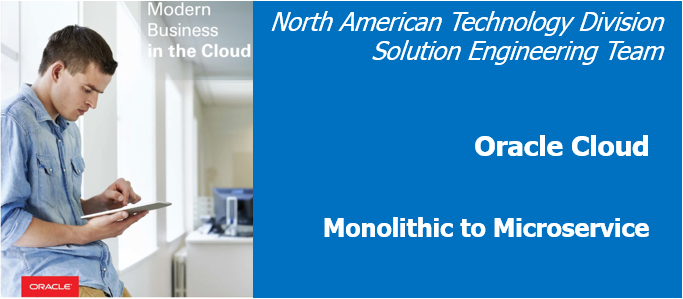 Modern
Business
in the Cloud
ORACLE
North American Technology Division
Solution Engineering Team
Oracle Cloud
Monolithic to Microservice